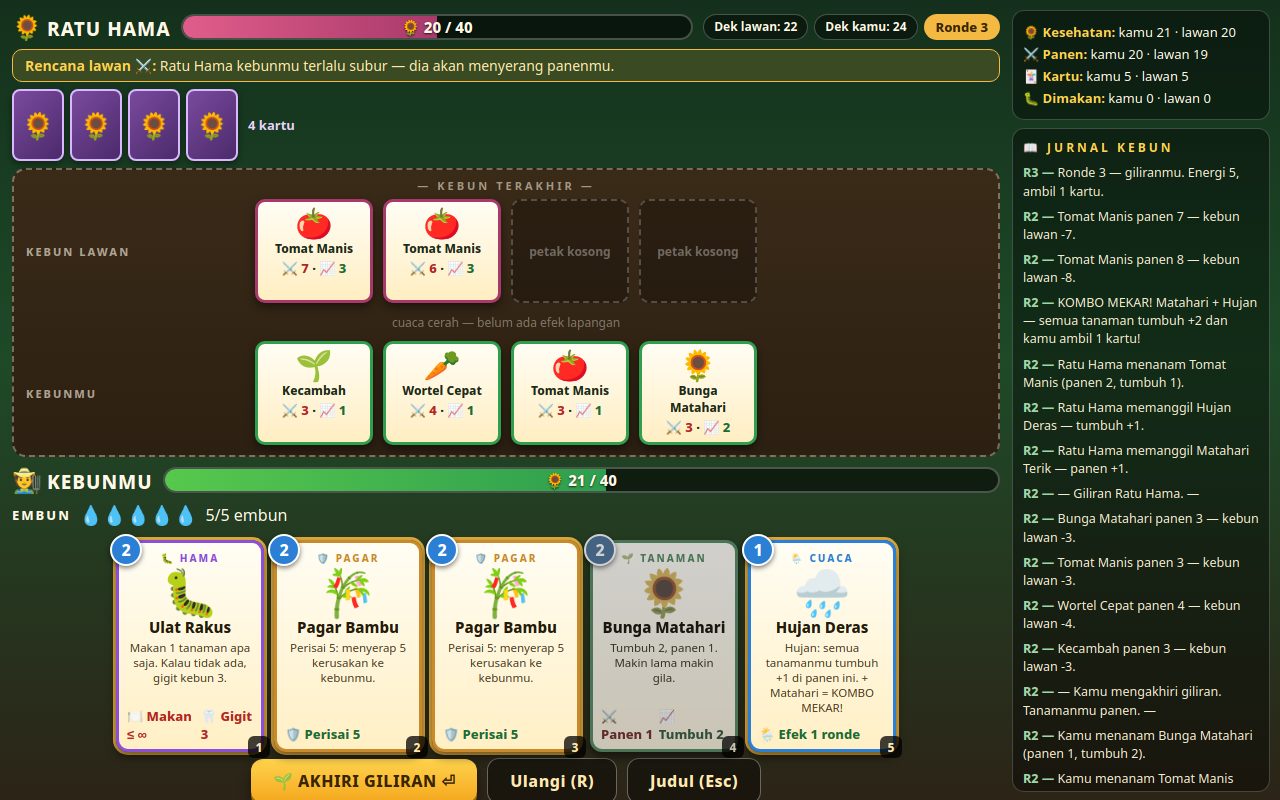 RATU HAMA
20 / 40
Dek lawan: 22
Dek kamu: 24
Ronde 3
Rencana lawan ⚔️: Ratu Hama kebunmu terlalu subur — dia akan menyerang panenmu.
4 kartu
— KEBUN TERAKHIR —
KEBUN LAWAN
Tomat Manis
7 · 3
Tomat Manis
6 · 3
petak kosong
petak kosong
cuaca cerah — belum ada efek lapangan
KEBUNMU
Kecambah
3 · 1
Wortel Cepat
4 · 1
Tomat Manis
3 · 1
Bunga
Matahari
3 · 2
KEBUNMU
21 / 40
EMBUN 5/5 embun
2
HAMA
Ulat Rakus
Makan 1 tanaman apa
saja. Kalau tidak ada,
gigit kebun 3.
Makan ≤ ∞
Gigit 3
1
2
PAGAR
Pagar Bambu
Perisai 5: menyerap 5
kerusakan ke
kebunmu.
Perisai 5
2
2
PAGAR
Pagar Bambu
Perisai 5: menyerap 5
kerusakan ke
kebunmu.
Perisai 5
3
2
TANAMAN
Bunga Matahari
Tumbuh 2, panen 1.
Makin lama makin
gila.
Panen 1 Tumbuh 2
4
1
CUACA
Hujan Deras
Hujan: semua
tanamanmu tumbuh
+1 di panen ini. +
Matahari = KOMBO
MEKAR!
Efek 1 ronde
5
AKHIRI GILIRAN ⏎
Ulangi (R)
Judul (Esc)
Kesehatan: kamu 21 · lawan 20
Panen: kamu 20 · lawan 19
Kartu: kamu 5 · lawan 5
Dimakan: kamu 0 · lawan 0
JURNAL KEBUN
R3 — Ronde 3 — giliranmu. Energi 5,
ambil 1 kartu.
R2 — Tomat Manis panen 7 — kebun
lawan -7.
R2 — Tomat Manis panen 8 — kebun
lawan -8.
R2 — KOMBO MEKAR! Matahari + Hujan
— semua tanaman tumbuh +2 dan
kamu ambil 1 kartu!
R2 — Ratu Hama menanam Tomat
Manis (panen 2, tumbuh 1).
R2 — Ratu Hama memanggil Hujan
Deras — tumbuh +1.
R2 — Ratu Hama memanggil Matahari
Terik — panen +1.
R2 — — Giliran Ratu Hama. —
R2 — Bunga Matahari panen 3 — kebun
lawan -3.
R2 — Tomat Manis panen 3 — kebun
lawan -3.
R2 — Wortel Cepat panen 4 — kebun
lawan -4.
R2 — Kecambah panen 3 — kebun
lawan -3.
R2 — — Kamu mengakhiri giliran.
Tanamanmu panen. —
R2 — Kamu menanam Bunga Matahari
(panen 1, tumbuh 2).
R2 — Kamu menanam Tomat Manis